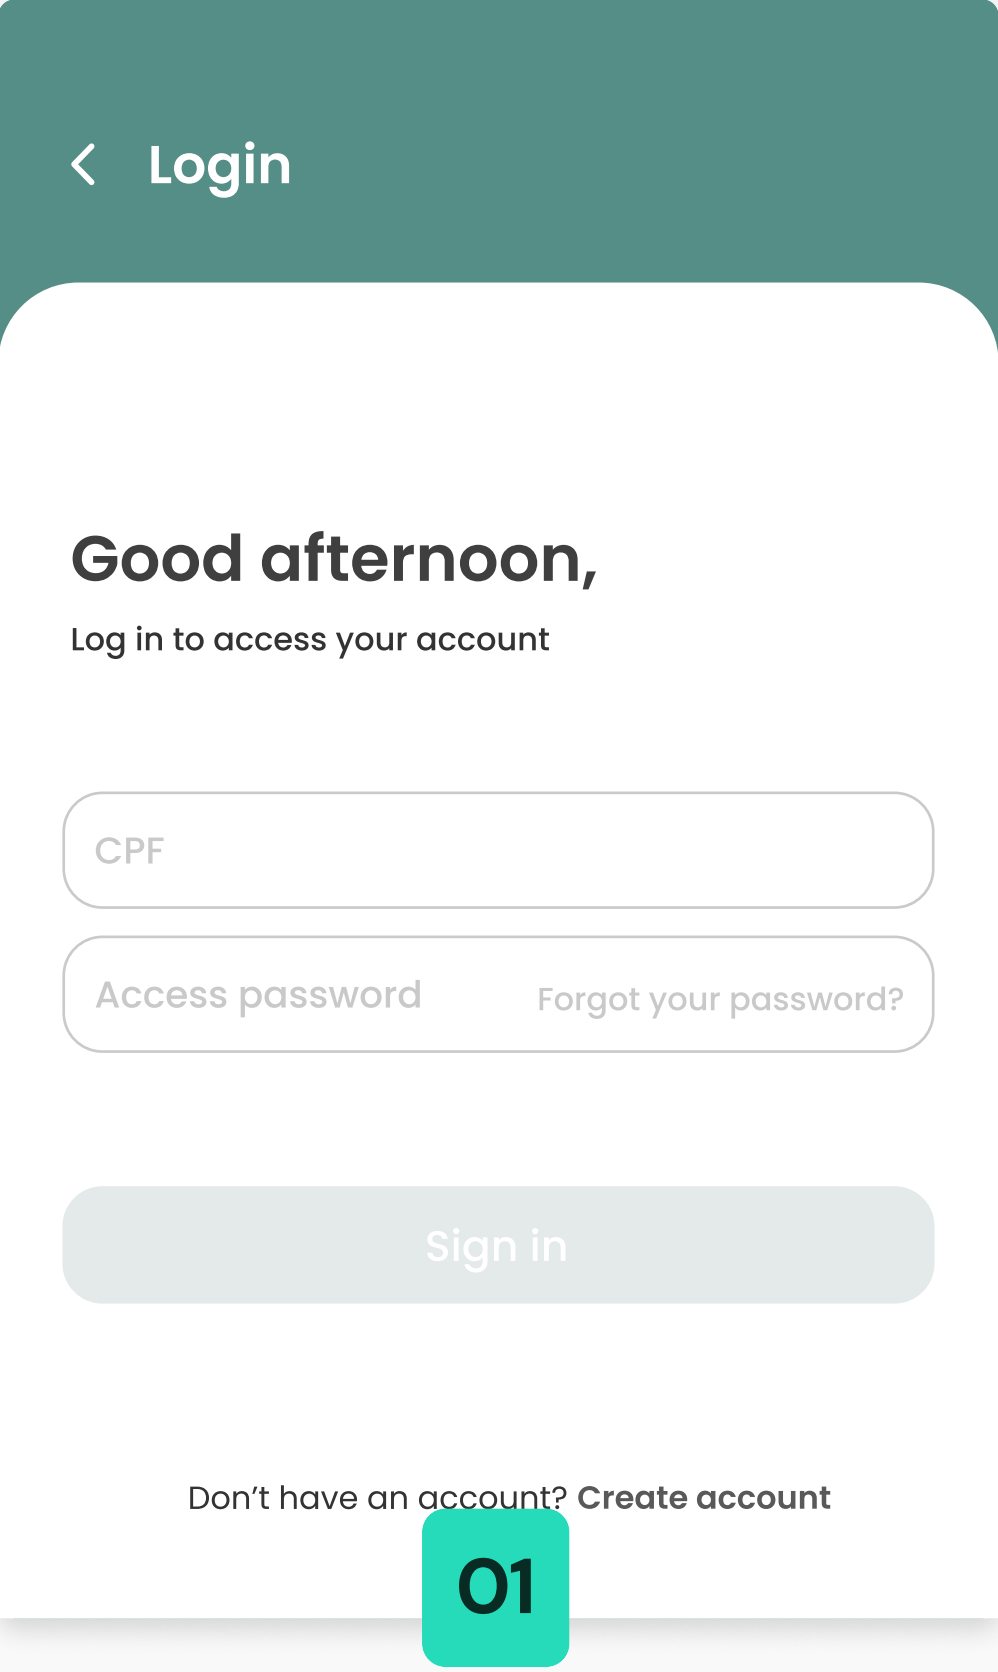 Login
Good afternoon,
Log in to access your account
CPF
Access password Forgot your password?
Sign in
Don’t have an account? Create account
01